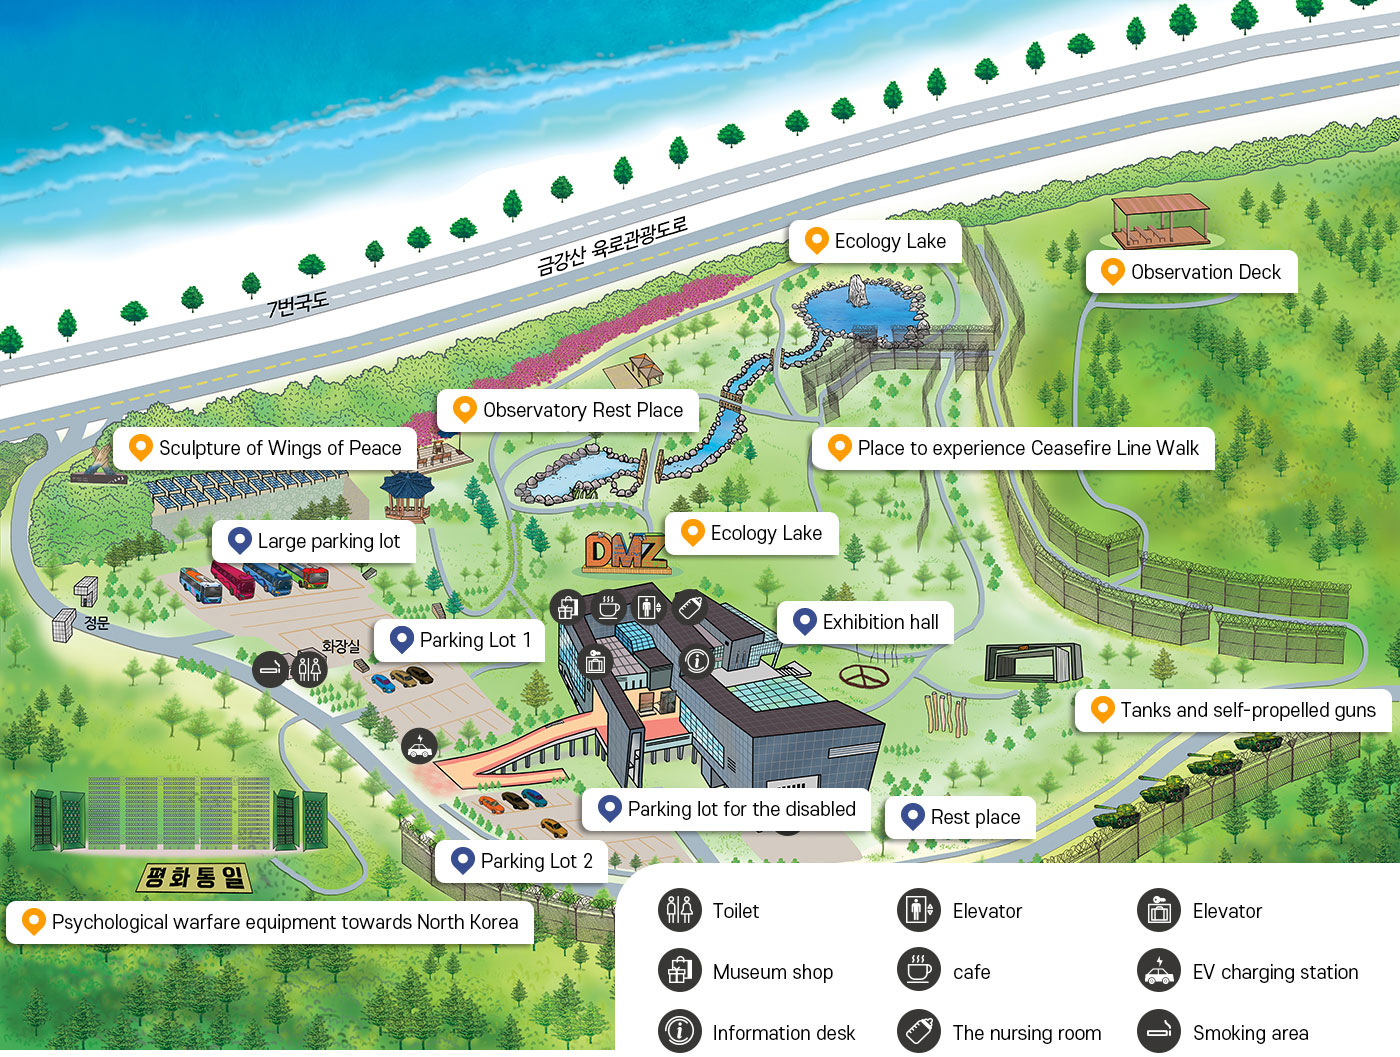 7번국도
금강산 육로관광도로
Ecology Lake
Observation Deck
Observatory Rest Place
Sculpture of Wings of Peace
Place to experience Ceasefire Line Walk
Large parking lot
Ecology Lake
DMZ
정문
화장실
Parking Lot 1
Exhibition hall
Tanks and self-propelled guns
Parking lot for the disabled
Rest place
Parking Lot 2
평화통일
Psychological warfare equipment towards North Korea
Toilet
Elevator
Elevator
Museum shop
cafe
EV charging station
Information desk
The nursing room
Smoking area